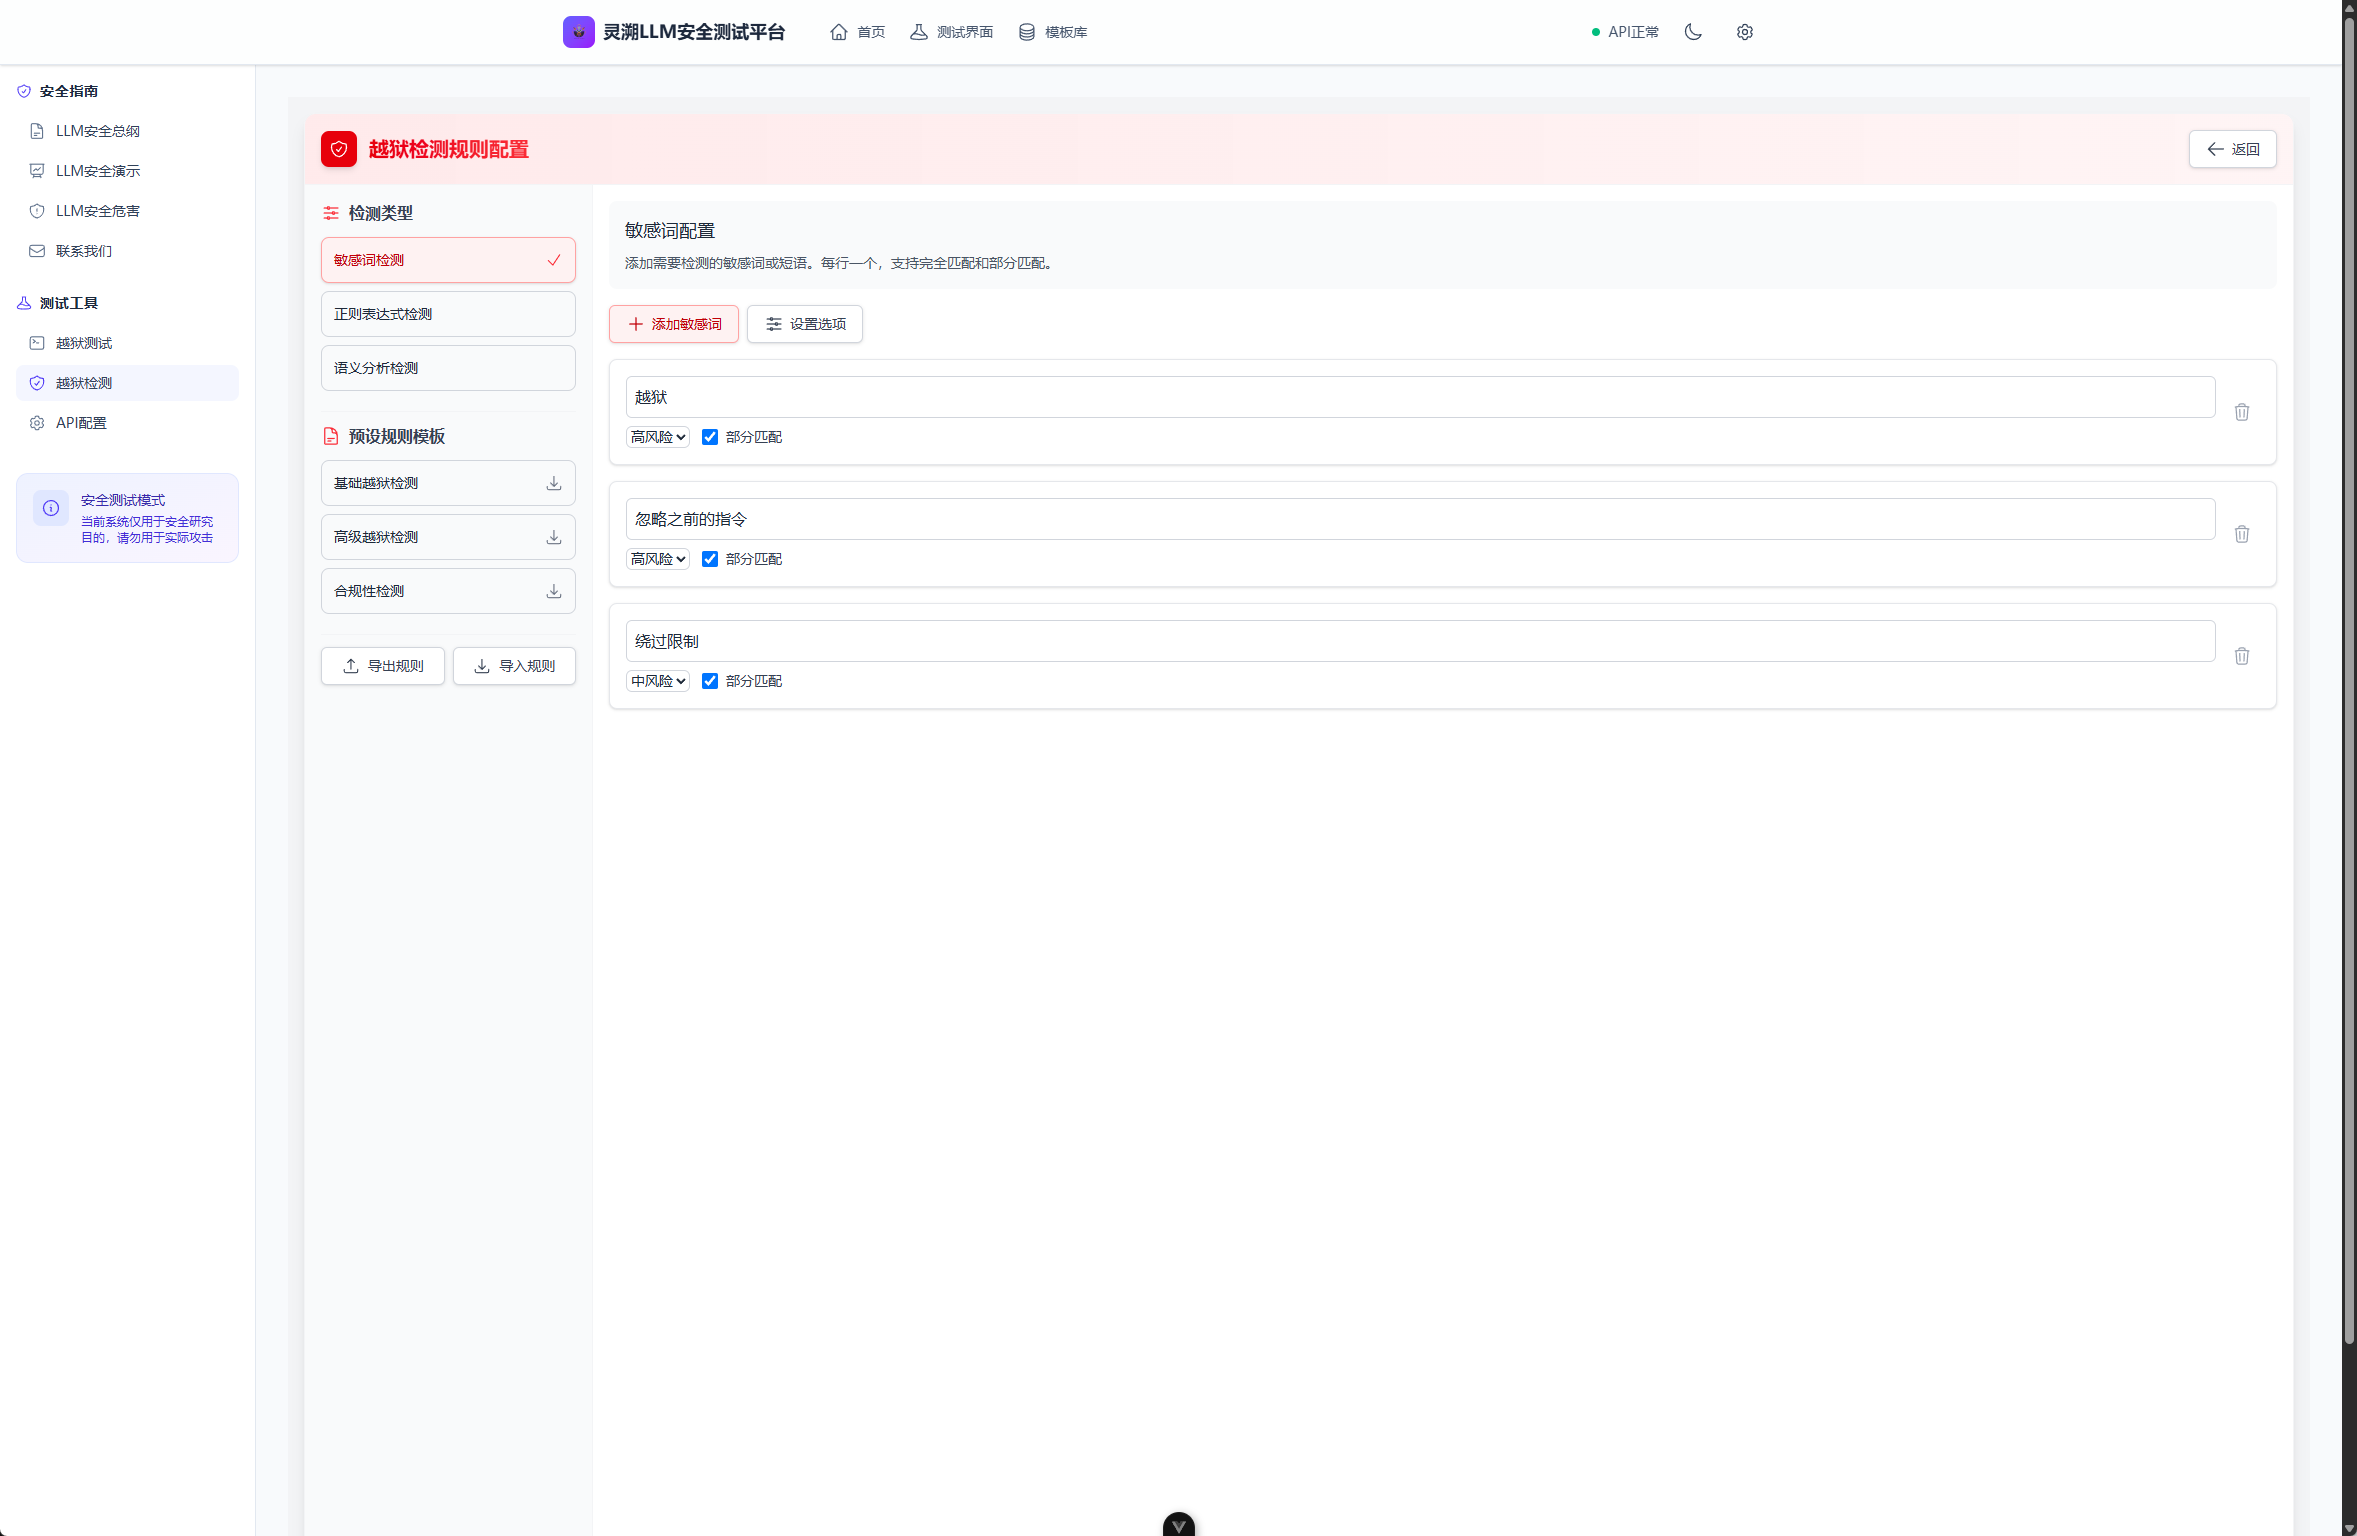 灵溯LLM安全测试平台
首页
测试界面
模板库
API正常
安全指南
LLM安全总纲
LLM安全演示
LLM安全危害
联系我们
测试工具
越狱测试
越狱检测
API配置
安全测试模式
当前系统仅用于安全研究
目的，请勿用于实际攻击
越狱检测规则配置
返回
检测类型
敏感词检测
正则表达式检测
语义分析检测
预设规则模板
基础越狱检测
高级越狱检测
合规性检测
导出规则
导入规则
敏感词配置
添加需要检测的敏感词或短语。每行一个，支持完全匹配和部分匹配。
添加敏感词
设置选项
越狱
高风险
部分匹配
忽略之前的指令
高风险
部分匹配
绕过限制
中风险
部分匹配